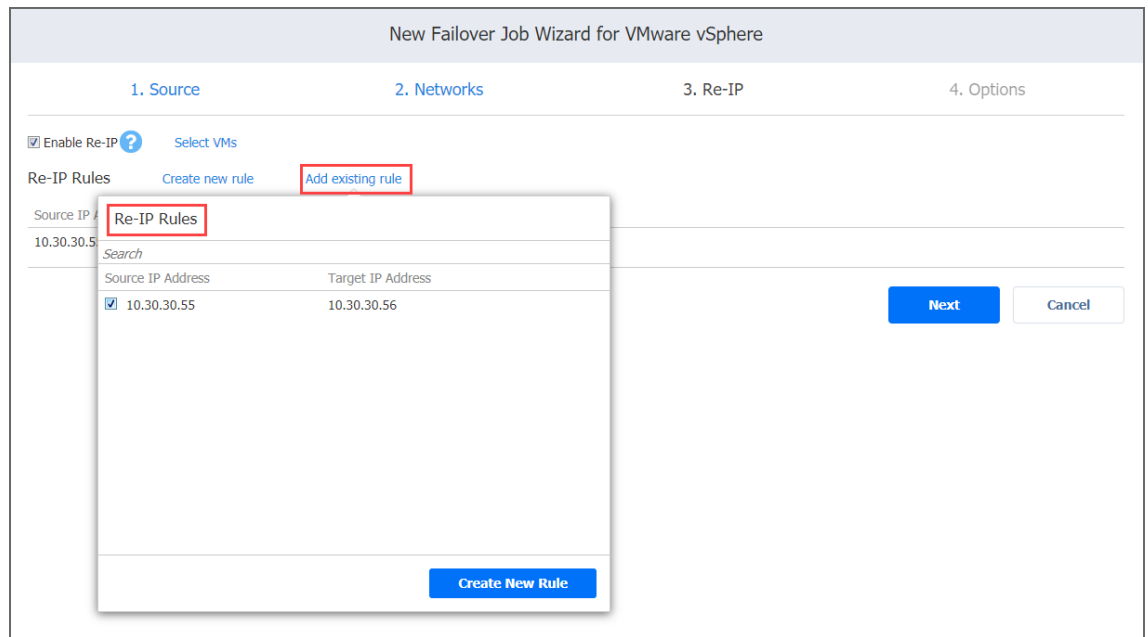 New Failover Job Wizard for VMware vSphere
1. Source 2. Networks 3. Re-IP 4. Options
Enable Re-IP ? Select VMs
Re-IP Rules Create new rule Add existing rule
Source IP
10.30.30.5
Re-IP Rules
Search
Source IP Address Target IP Address
10.30.30.55 10.30.30.56
Next Cancel
Create New Rule